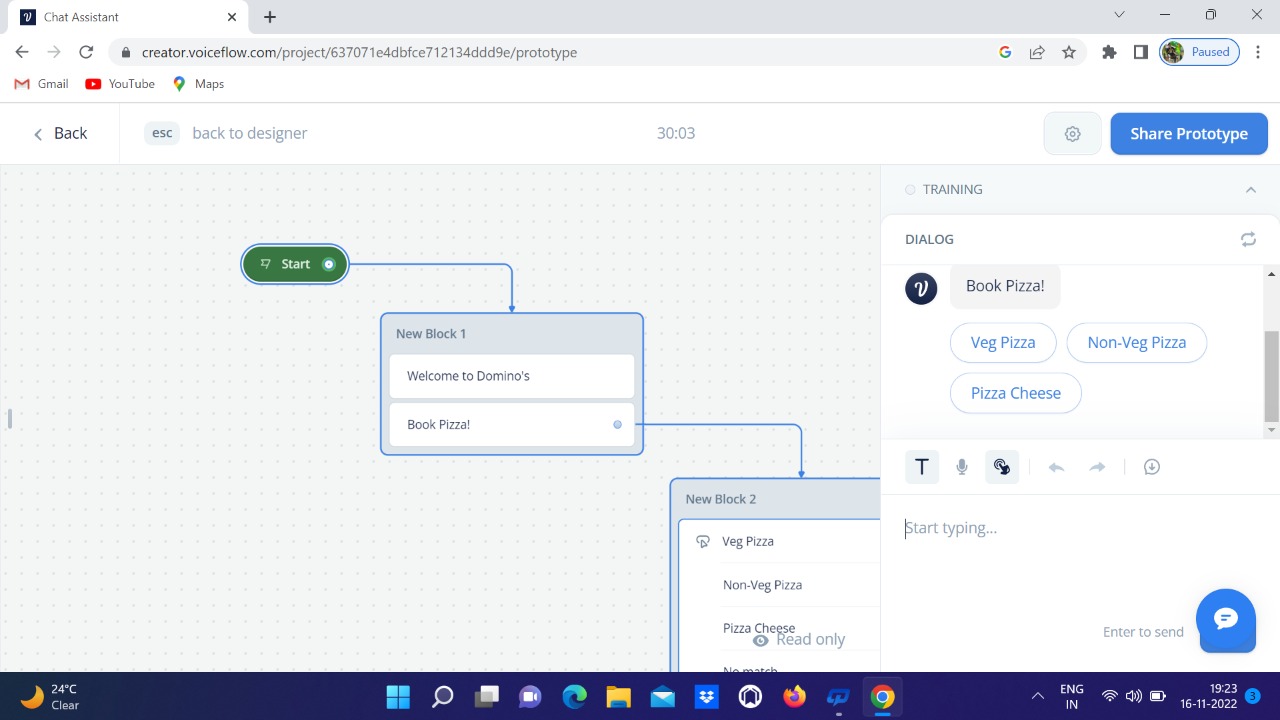 Chat Assistant
creator.voiceflow.com/project/637071e4dbfce712134ddd9e/prototype
Paused
Gmail
YouTube
Maps
Back
esc
back to designer
30:03
Share Prototype
TRAINING
DIALOG
Start
Book Pizza!
New Block 1
Veg Pizza
Non-Veg Pizza
Welcome to Domino's
Pizza Cheese
Book Pizza!
New Block 2
Start typing...
Veg Pizza
Non-Veg Pizza
Pizza Cheese
Read only
Enter to send
No match
24°C
Clear
ENG
IN
19:23
16-11-2022
3